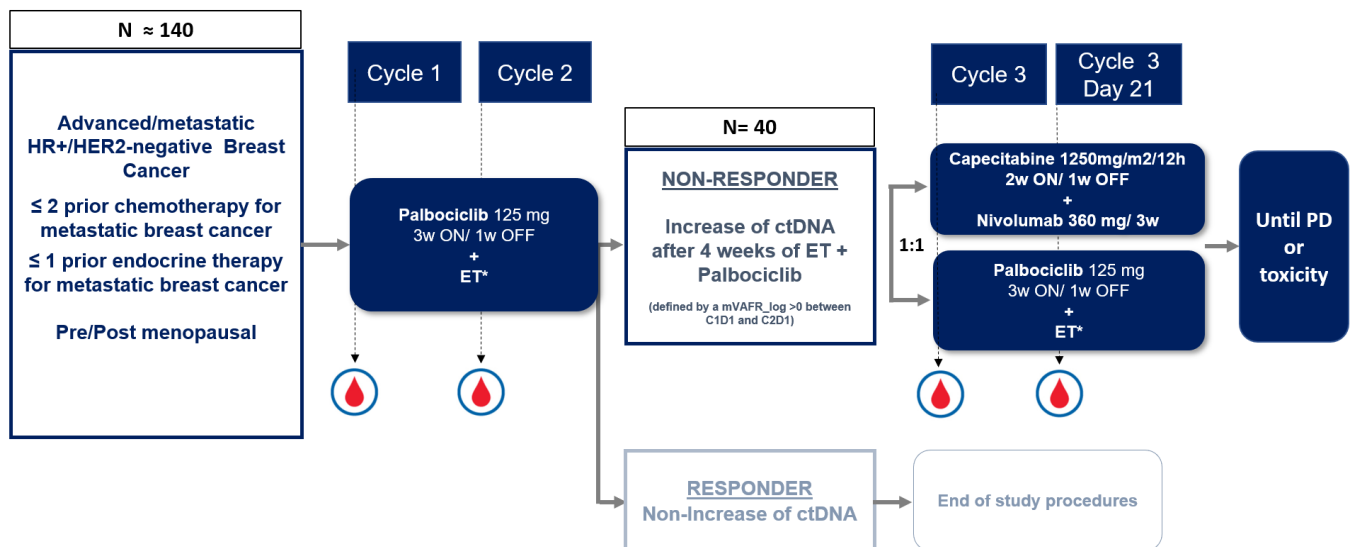 N ≈ 140
Advanced/metastatic
HR+/HER2-negative Breast
Cancer
≤ 2 prior chemotherapy for
metastatic breast cancer
≤ 1 prior endocrine therapy
for metastatic breast cancer
Pre/Post menopausal
Cycle 1
Cycle 2
Palbociclib 125 mg
3w ON/ 1w OFF
+
ET*
N= 40
NON-RESPONDER
Increase of ctDNA
after 4 weeks of ET +
Palbociclib
(defined by a mVAFR_log >0 between
C1D1 and C2D1)
RESPONDER
Non-Increase of ctDNA
1:1
Cycle 3
Cycle 3
Day 21
Capecitabine 1250mg/m2/12h
2w ON/ 1w OFF
+
Nivolumab 360 mg/ 3w
Palbociclib 125 mg
3w ON/ 1w OFF
+
ET*
Until PD
or
toxicity
End of study procedures